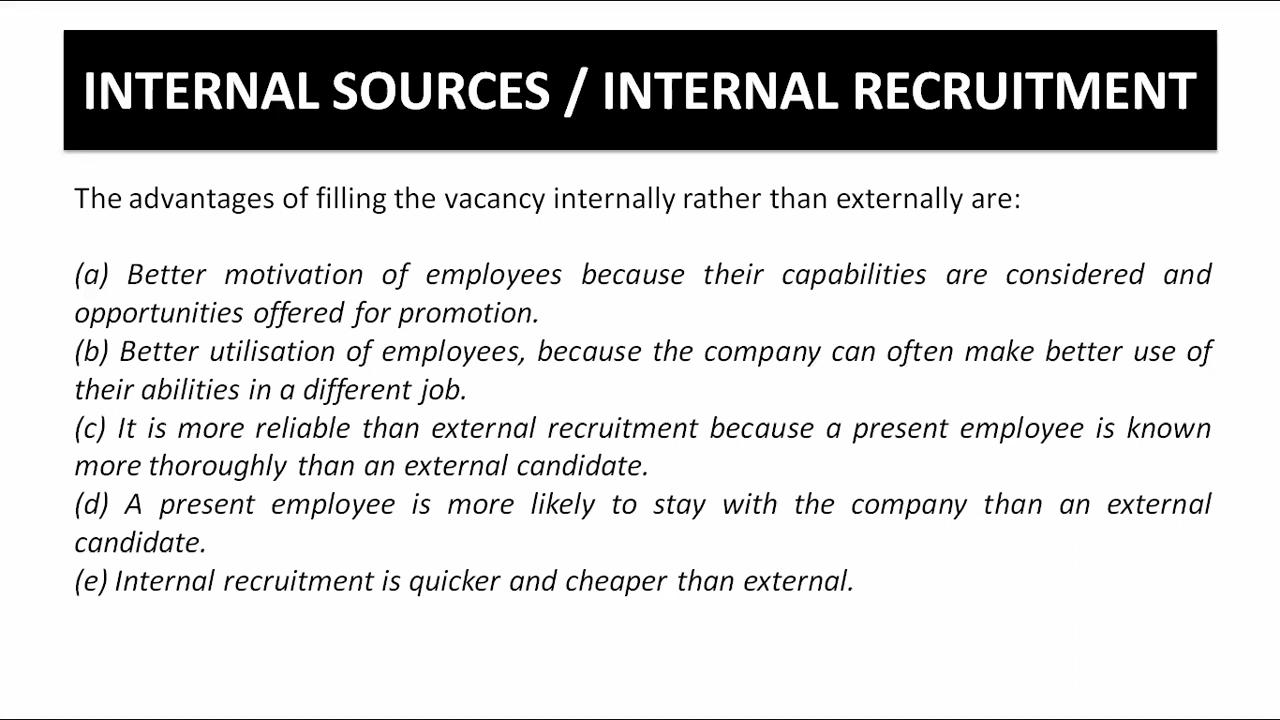 INTERNAL SOURCES / INTERNAL RECRUITMENT
The advantages of filling the vacancy internally rather than externally are:
(a) Better motivation of employees because their capabilities are considered and
opportunities offered for promotion.
(b) Better utilisation of employees, because the company can often make better use of
their abilities in a different job.
(c) It is more reliable than external recruitment because a present employee is known
more thoroughly than an external candidate.
(d) A present employee is more likely to stay with the company than an external
candidate.
(e) Internal recruitment is quicker and cheaper than external.